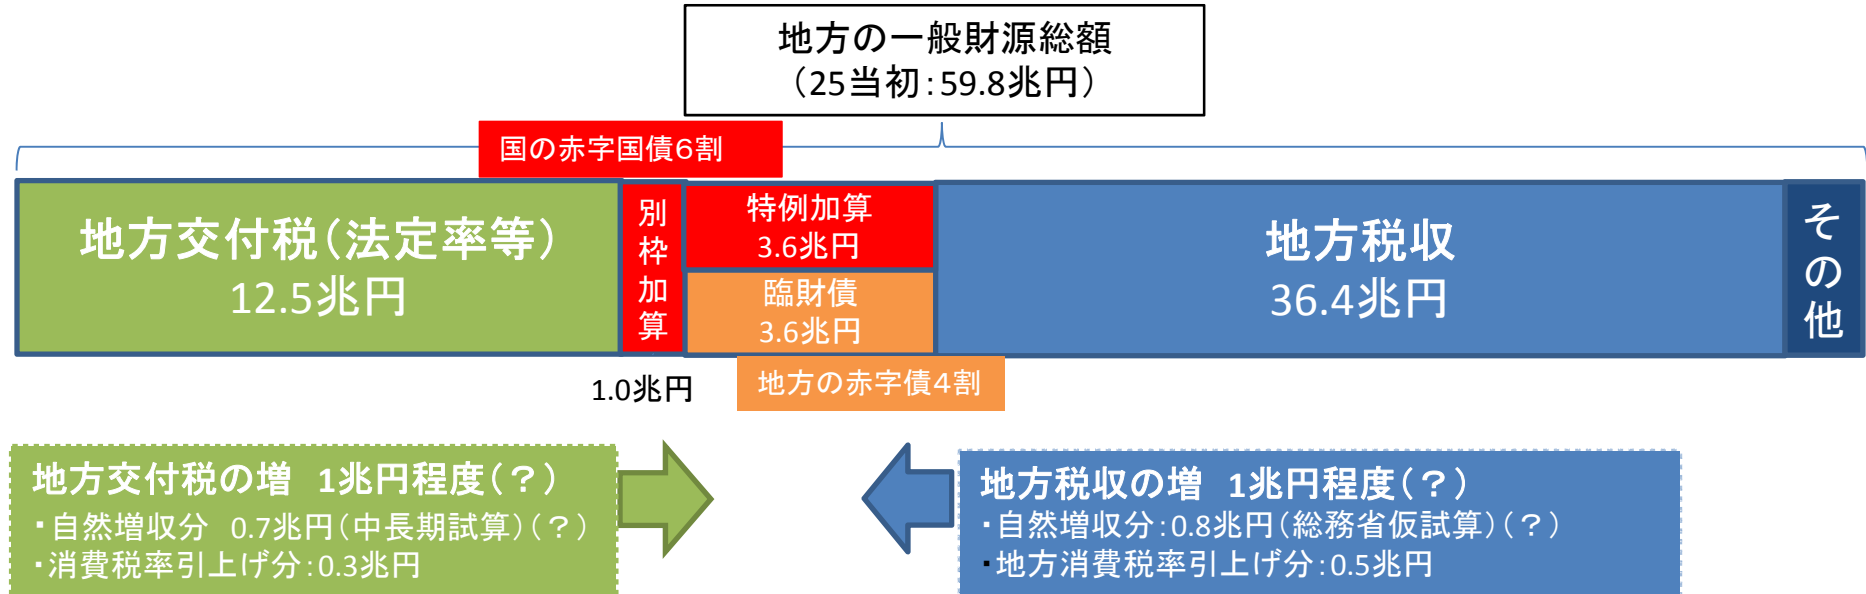 地方の一般財源総額
（25当初：59.8兆円）
国の赤字国債６割
地方交付税（法定率等）
12.5兆円
別枠加算
特例加算
3.6兆円
臨財債
3.6兆円
地方税収
36.4兆円
その他
1.0兆円
地方の赤字債４割
地方交付税の増　1兆円程度（？）
・自然増収分　0.7兆円（中長期試算）（？）
・消費税率引上げ分：0.3兆円
地方税収の増　1兆円程度（？）
・自然増収分：0.8兆円（総務省仮試算）（？）
・地方消費税率引上げ分：0.5兆円